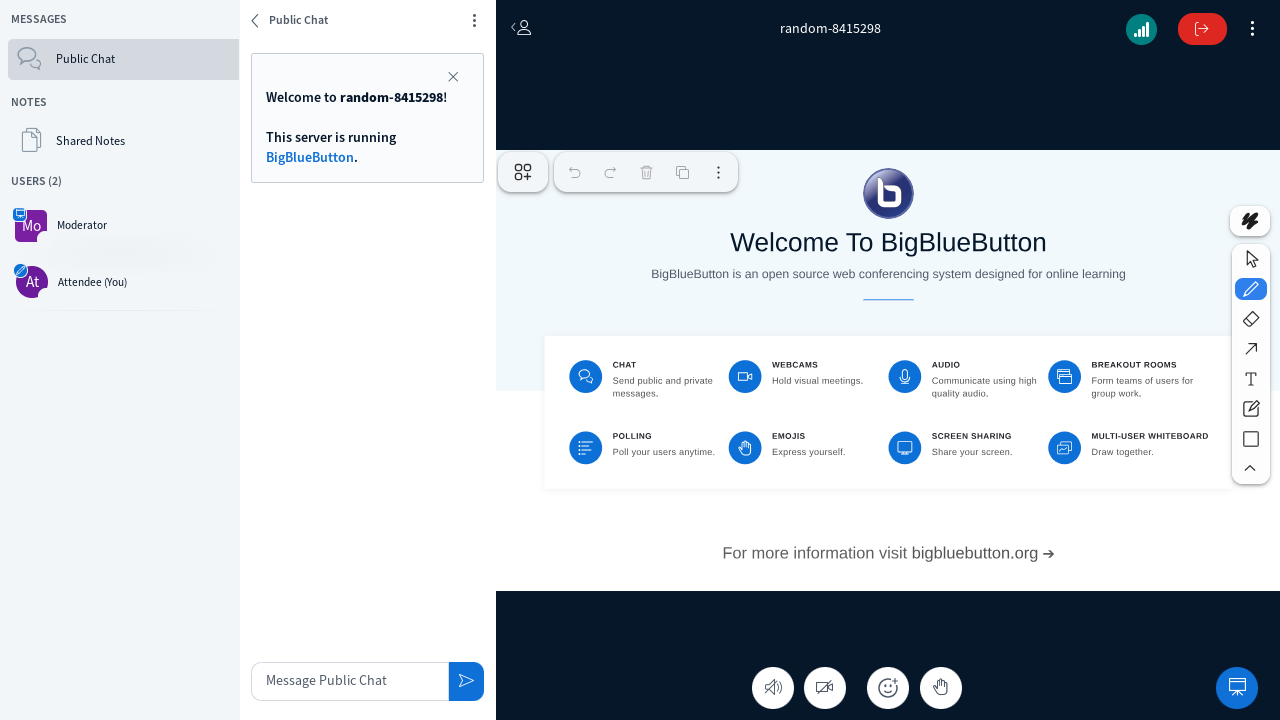 MESSAGES
Public Chat
NOTES
Shared Notes
USERS (2)
Mo
Moderator
At
Attendee (You)
Public Chat
Welcome to random-8415298!
This server is running
BigBlueButton.
Message Public Chat
random-8415298
Welcome To BigBlueButton
BigBlueButton is an open source web conferencing system designed for online learning
CHAT
Send public and private
messages.
WEBCAMS
Hold visual meetings.
AUDIO
Communicate using high
quality audio.
BREAKOUT ROOMS
Form teams of users for
group work.
POLLING
Poll your users anytime.
EMOJIS
Express yourself.
SCREEN SHARING
Share your screen.
MULTI-USER WHITEBOARD
Draw together.
For more information visit bigbluebutton.org →